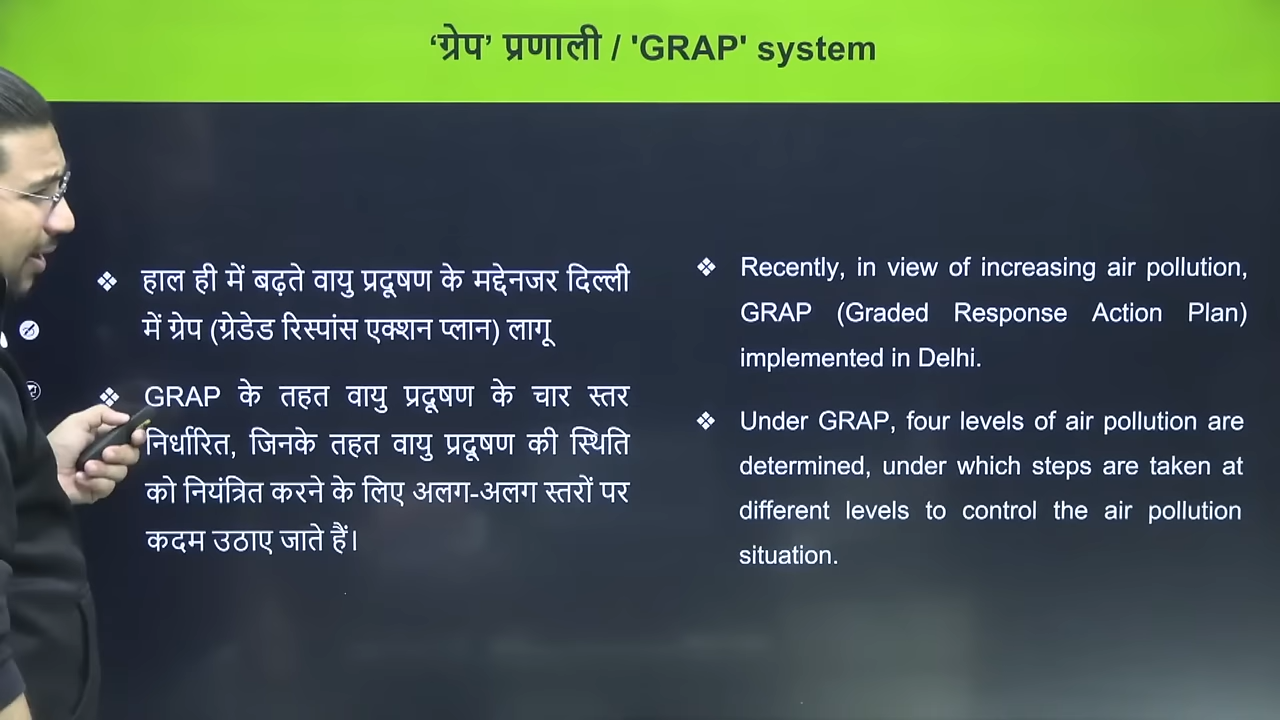 ‘ग्रेप’ प्रणाली / 'GRAP' system
हाल ही में बढ़ते वायु प्रदूषण के मद्देनजर दिल्ली
में ग्रेप (ग्रेडेड रिस्पांस एक्शन प्लान) लागू
GRAP के तहत वायु प्रदूषण के चार स्तर
निर्धारित, जिनके तहत वायु प्रदूषण की स्थिति
को नियंत्रित करने के लिए अलग-अलग स्तरों पर
कदम उठाए जाते हैं।
Recently, in view of increasing air pollution,
GRAP (Graded Response Action Plan)
implemented in Delhi.
Under GRAP, four levels of air pollution are
determined, under which steps are taken at
different levels to control the air pollution
situation.